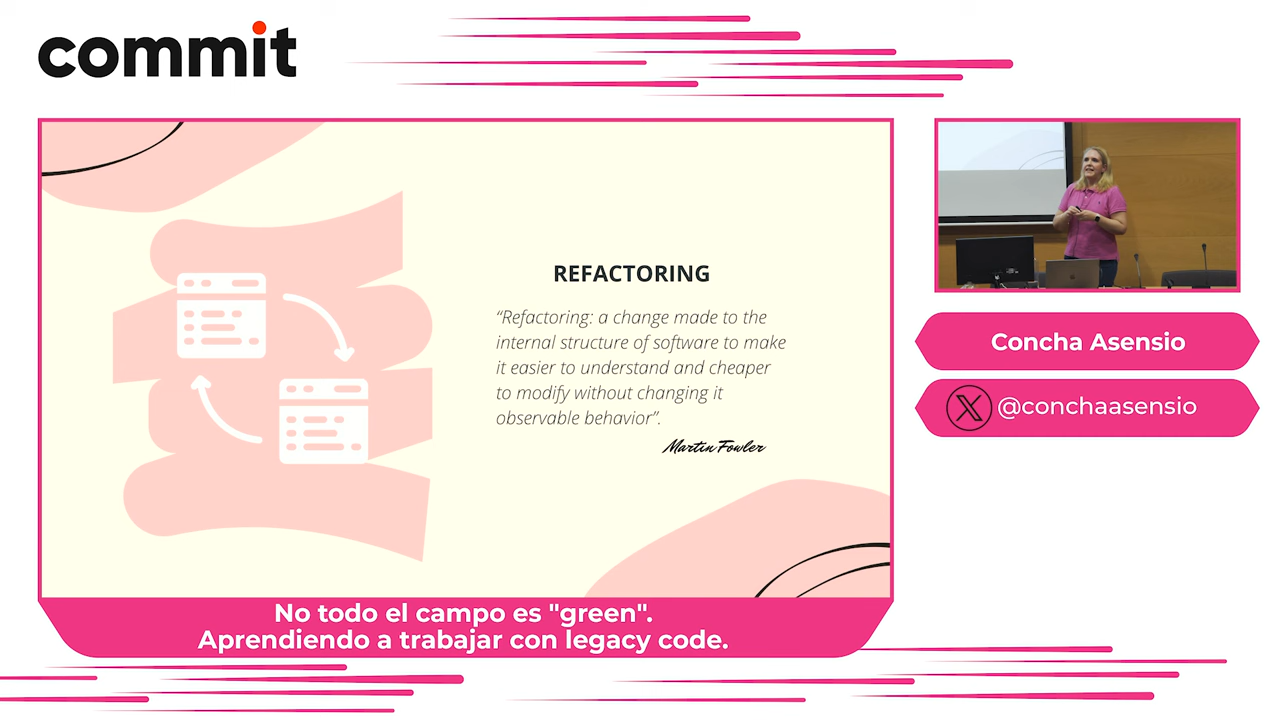 commit
REFACTORING
“Refactoring: a change made to the
internal structure of software to make
it easier to understand and cheaper
to modify without changing it
observable behavior”.
Martin Fowler
Concha Asensio
@conchaasensio
No todo el campo es "green".
Aprendiendo a trabajar con legacy code.